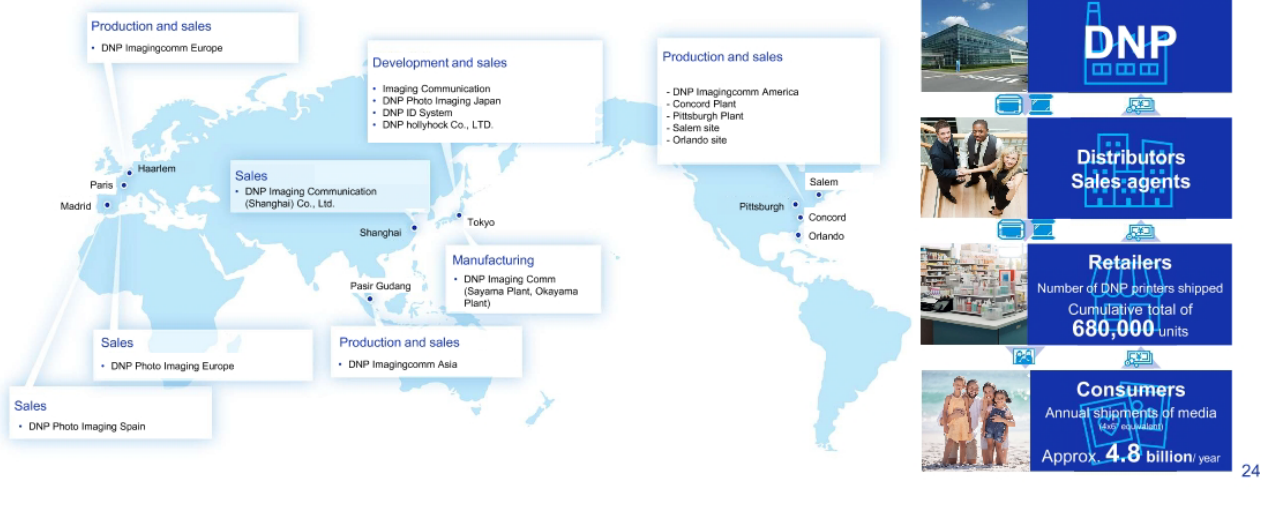 Production and sales
• DNP Imagingcomm Europe
Development and sales
• Imaging Communication
• DNP Photo Imaging Japan
• DNP ID System
• DNP hollyhock Co., LTD.
Production and sales
- DNP Imagingcomm America
- Concord Plant
- Pittsburgh Plant
- Salem site
- Orlando site
Haarlem
Paris
Madrid
Sales
• DNP Imaging Communication
(Shanghai) Co., Ltd.
Shanghai
Tokyo
Salem
Pittsburgh
Concord
Orlando
Manufacturing
• DNP Imaging Comm
(Sayama Plant, Okayama
Plant)
Pasir Gudang
Production and sales
• DNP Imagingcomm Asia
Sales
• DNP Photo Imaging Europe
Sales
• DNP Photo Imaging Spain
DNP
Distributors
Sales agents
Retailers
Number of DNP printers shipped
Cumulative total of
680,000 units
Consumers
Annual shipments of media
(4x6" equivalent)
Approx. 4.8 billion/ year
24